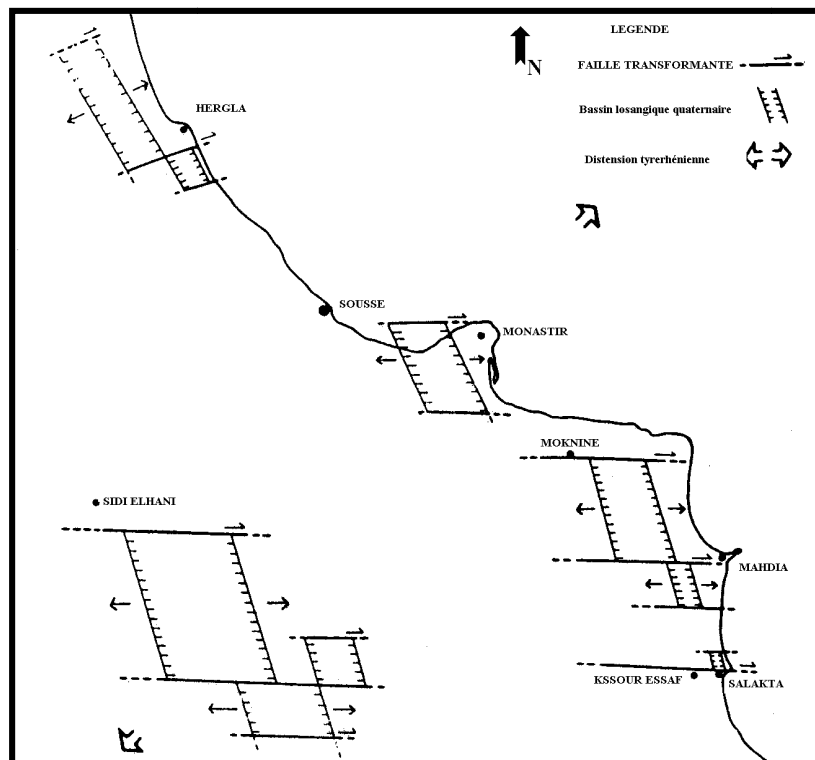 LEGENDE
N
FAILLE TRANSFORMANTE
Bassin losangique quaternaire
Distension tyrerhénienne
HERGLA
SOUSSE
MONASTIR
MOKNINE
SIDI ELHANI
MAHDIA
KSSOUR ESSAF
SALAKTA